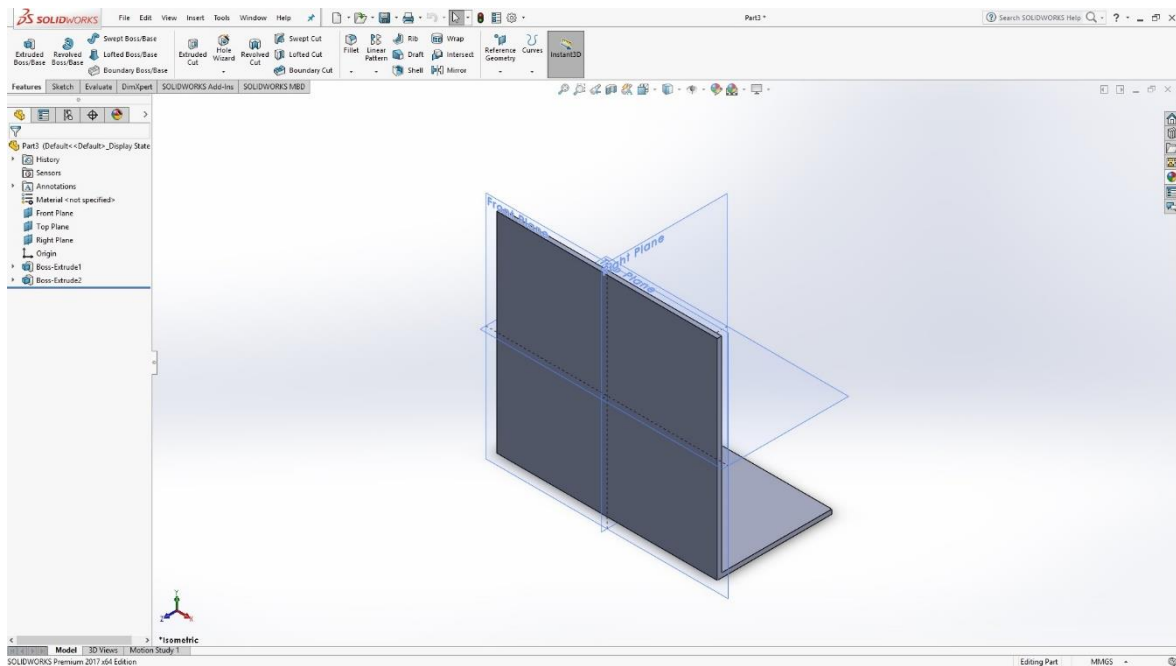 SOLIDWORKS File Edit View Insert Tools Window Help Part3 * Search SOLIDWORKS Help
Extruded Boss/Base
Revolved Boss/Base
Swept Boss/Base
Lofted Boss/Base
Boundary Boss/Base
Extruded Cut
Hole Wizard
Revolved Cut
Swept Cut
Lofted Cut
Boundary Cut
Fillet
Linear Pattern
Rib
Draft
Shell
Wrap
Intersect
Mirror
Reference Geometry
Curves
Instant3D
Features Sketch Evaluate DimXpert SOLIDWORKS Add-Ins SOLIDWORKS MBD
Part3 (Default<<Default>_Display State
History
Sensors
Annotations
Material <not specified>
Front Plane
Top Plane
Right Plane
Origin
Boss-Extrude1
Boss-Extrude2
Front Plane
Right Plane
Plane
Y
*Isometric
Model 3D Views Motion Study 1
SOLIDWORKS Premium 2017 x64 Edition Editing Part MMGS